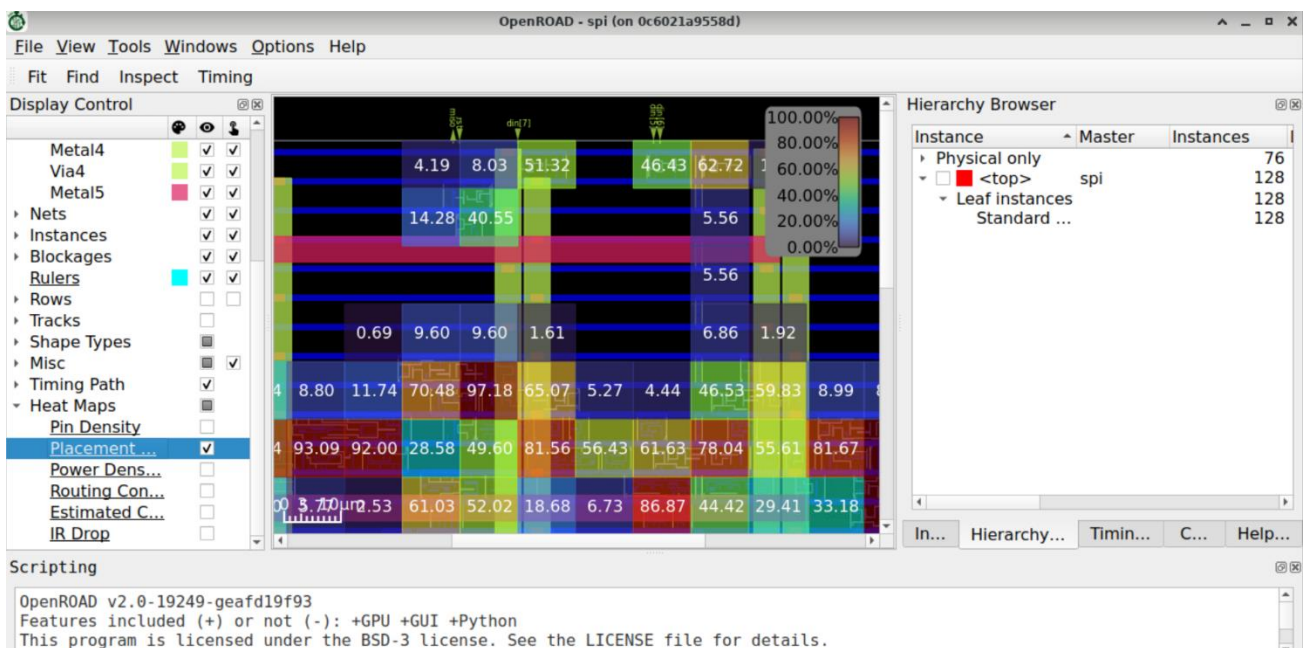 OpenROAD - spi (on 0c6021a9558d)
File View Tools Windows Options Help
Fit Find Inspect Timing
Display Control
Metal4
Via4
Metal5
Nets
Instances
Blockages
Rulers
Rows
Tracks
Shape Types
Misc
Timing Path
Heat Maps
Pin Density
Placement ...
Power Dens...
Routing Con...
Estimated C...
IR Drop
miso rst din[7]
100.00%
80.00%
60.00%
40.00%
20.00%
0.00%
4.19 8.03 51.32 46.43 62.72 1
14.28 40.55 5.56
5.56
0.69 9.60 9.60 1.61 6.86 1.92
4 8.80 11.74 70.48 97.18 65.07 5.27 4.44 46.53 59.83 8.99
4 93.09 92.00 28.58 49.60 81.56 56.43 61.63 78.04 55.61 81.67
61.03 52.02 18.68 6.73 86.87 44.42 29.41 33.18
Hierarchy Browser
Instance Master Instances
Physical only 76
<top> spi 128
Leaf instances 128
Standard ... 128
In... Hierarchy... Timin... C... Help...
Scripting
OpenROAD v2.0-19249-geafd19f93
Features included (+) or not (-): +GPU +GUI +Python
This program is licensed under the BSD-3 license. See the LICENSE file for details.